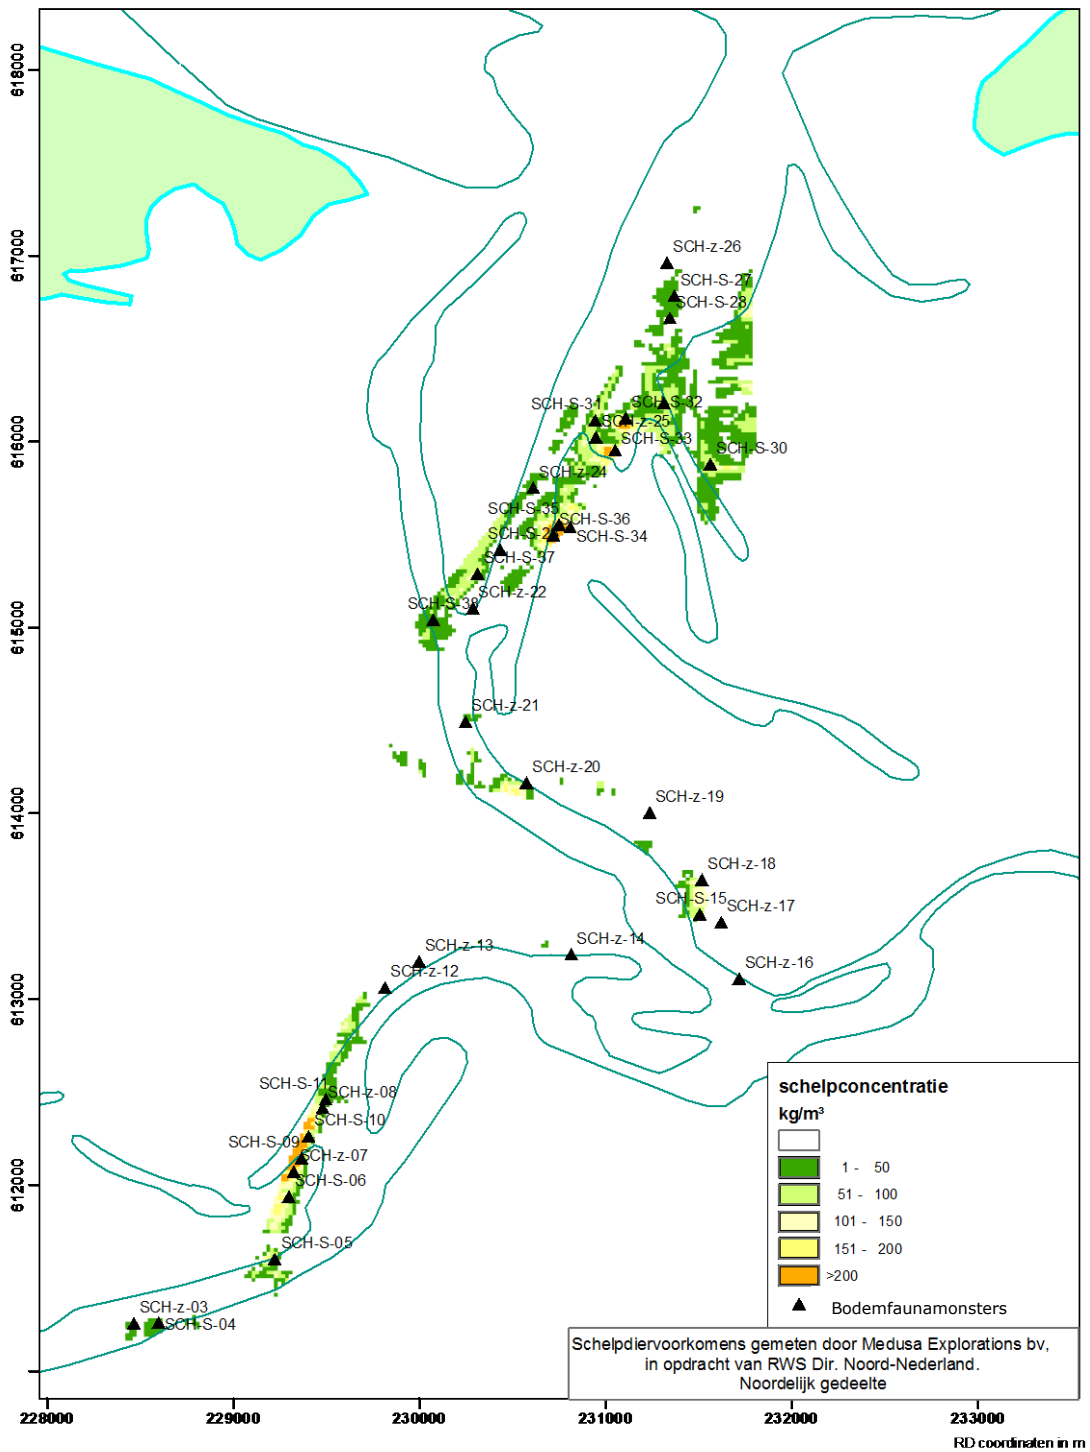 618000
617000
616000
615000
614000
613000
612000
SCH-z-26
SCH-S-27
SCH-S-28
SCH-S-31
SCH-S-32
SCH-z-25
SCH-S-33
SCH-S-30
SCH-z-24
SCH-S-35
SCH-S-36
SCH-S-34
SCH-S-37
SCH-z-22
SCH-S-38
SCH-z-21
SCH-z-20
SCH-z-19
SCH-z-18
SCH-S-15
SCH-z-17
SCH-z-16
SCH-z-14
SCH-z-13
SCH-z-12
SCH-S-11
SCH-z-08
SCH-S-10
SCH-S-09
SCH-z-07
SCH-S-06
SCH-S-05
SCH-z-03
SCH-S-04
schelpconcentratie
kg/m³
1 - 50
51 - 100
101 - 150
151 - 200
>200
Bodemfaunamonsters
Schelpdiervoorkomens gemeten door Medusa Explorations bv,
in opdracht van RWS Dir. Noord-Nederland.
Noordelijk gedeelte
228000 229000 230000 231000 232000 233000
RD coordinaten in m